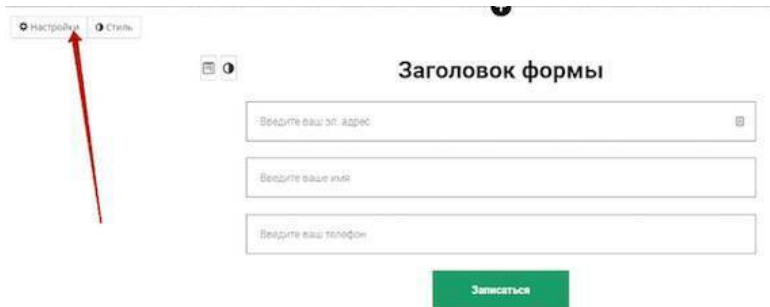 Настройки Стиль
Заголовок формы
Введите ваш эл. адрес
Введите ваше имя
Введите ваш телефон
Записаться